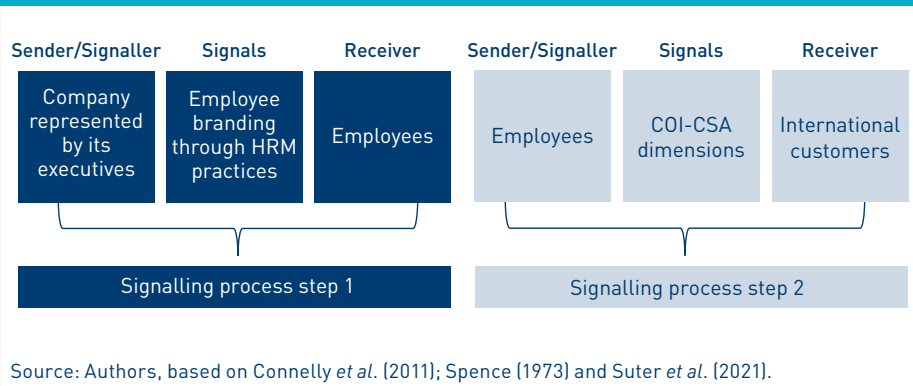 Sender/Signaller
Signals
Receiver
Sender/Signaller
Signals
Receiver
Company
represented
by its
executives
Employee
branding
through HRM
practices
Employees
Employees
COI-CSA
dimensions
International
customers
Signalling process step 1
Signalling process step 2
Source: Authors, based on Connelly et al. (2011); Spence (1973) and Suter et al. (2021).